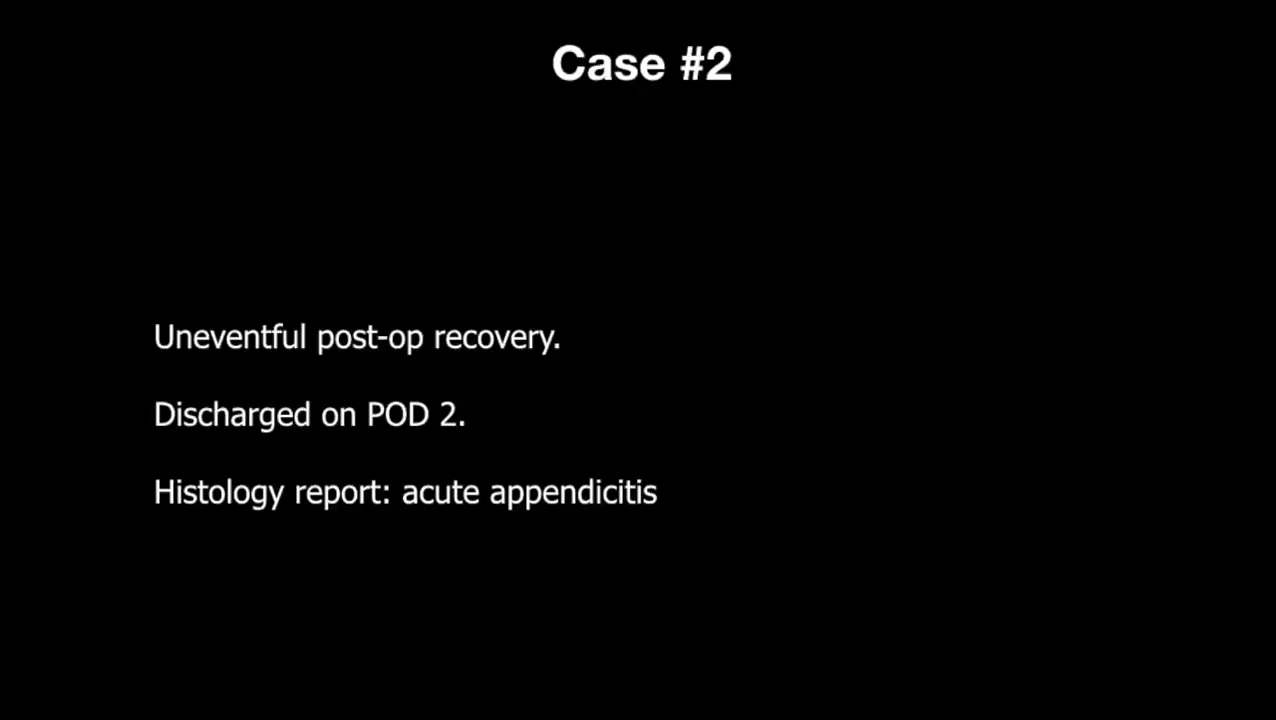 Case #2
Uneventful post-op recovery.
Discharged on POD 2.
Histology report: acute appendicitis